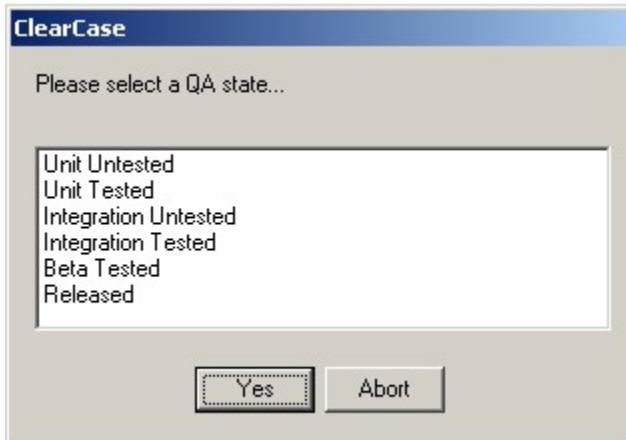 ClearCase
Please select a QA state...
Unit Untested
Unit Tested
Integration Untested
Integration Tested
Beta Tested
Released
Yes Abort